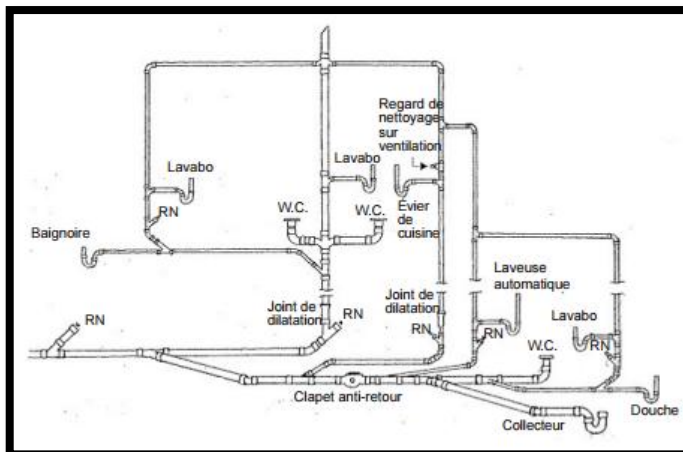 Regard de
nettoyage
sur
ventilation
Lavabo
Lavabo
RN
W.C.
W.C.
Évier
de
cuisine
Baignoire
Laveuse
automatique
Joint de
dilatation
RN
Joint de
dilatation
RN
RN
Lavabo
RN
W.C.
RN
Clapet anti-retour
Collecteur
Douche